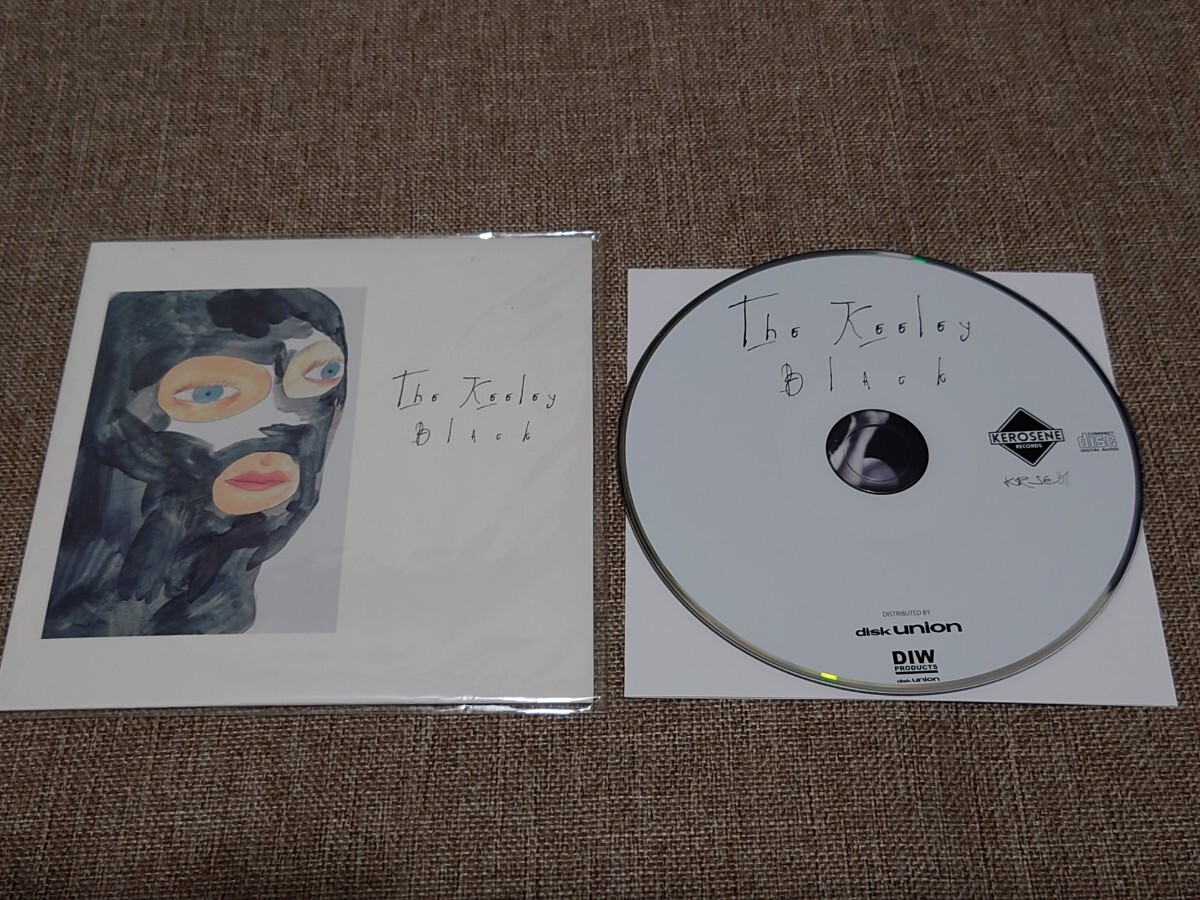 The Keeley
Black
The Keeley
Black
KEROSENE
RECORDS
COMPACT
disc
DIGITAL AUDIO
DISTRIBUTED BY
disk union
DIW
PRODUCTS
disk union